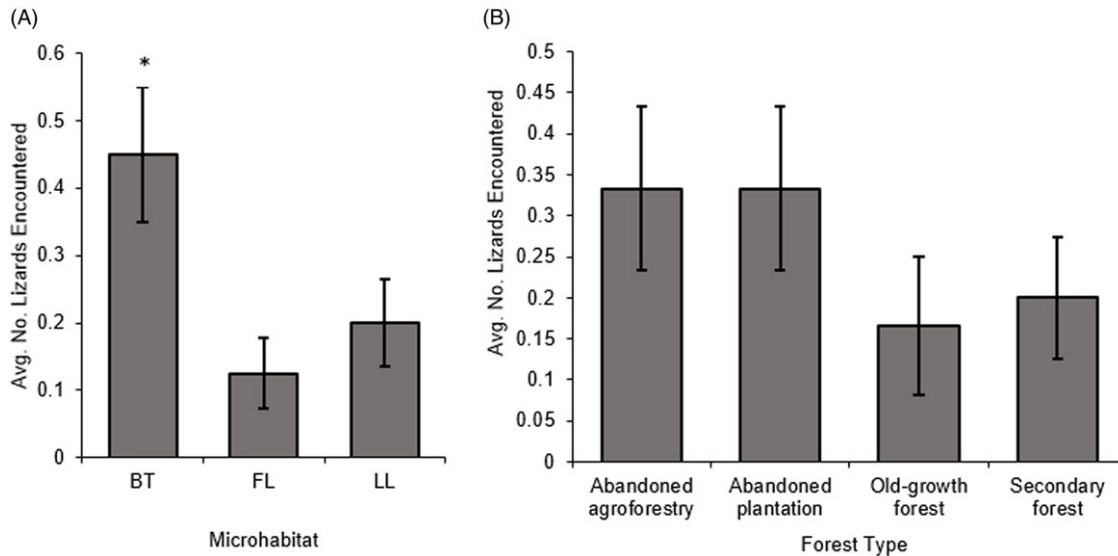 (A)
0.6
0.5
0.4
0.3
0.2
0.1
0
Avg. No. Lizards Encountered
*
BT FL LL
Microhabitat
(B)
0.5
0.45
0.4
0.35
0.3
0.25
0.2
0.15
0.1
0.05
0
Avg. No. Lizards Encountered
Abandoned agroforestry
Abandoned plantation
Old-growth forest
Secondary forest
Forest Type